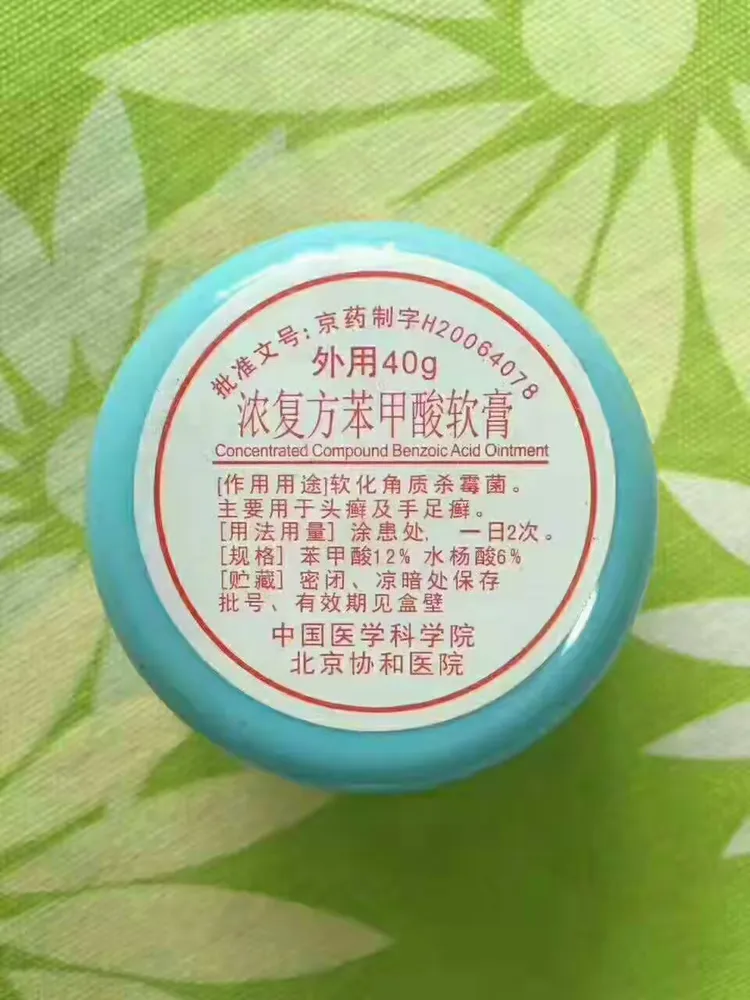 批准文号:京药制字H20064078
外用40g
浓复方苯甲酸软膏
Concentrated Compound Benzoic Acid Ointment
[作用用途]软化角质杀霉菌。
主要用于头癣及手足癣。
[用法用量] 涂患处, 一日2次。
[规格] 苯甲酸12% 水杨酸6%
[贮藏] 密闭、凉暗处保存
批号、有效期见盒壁
中国医学科学院
北京协和医院